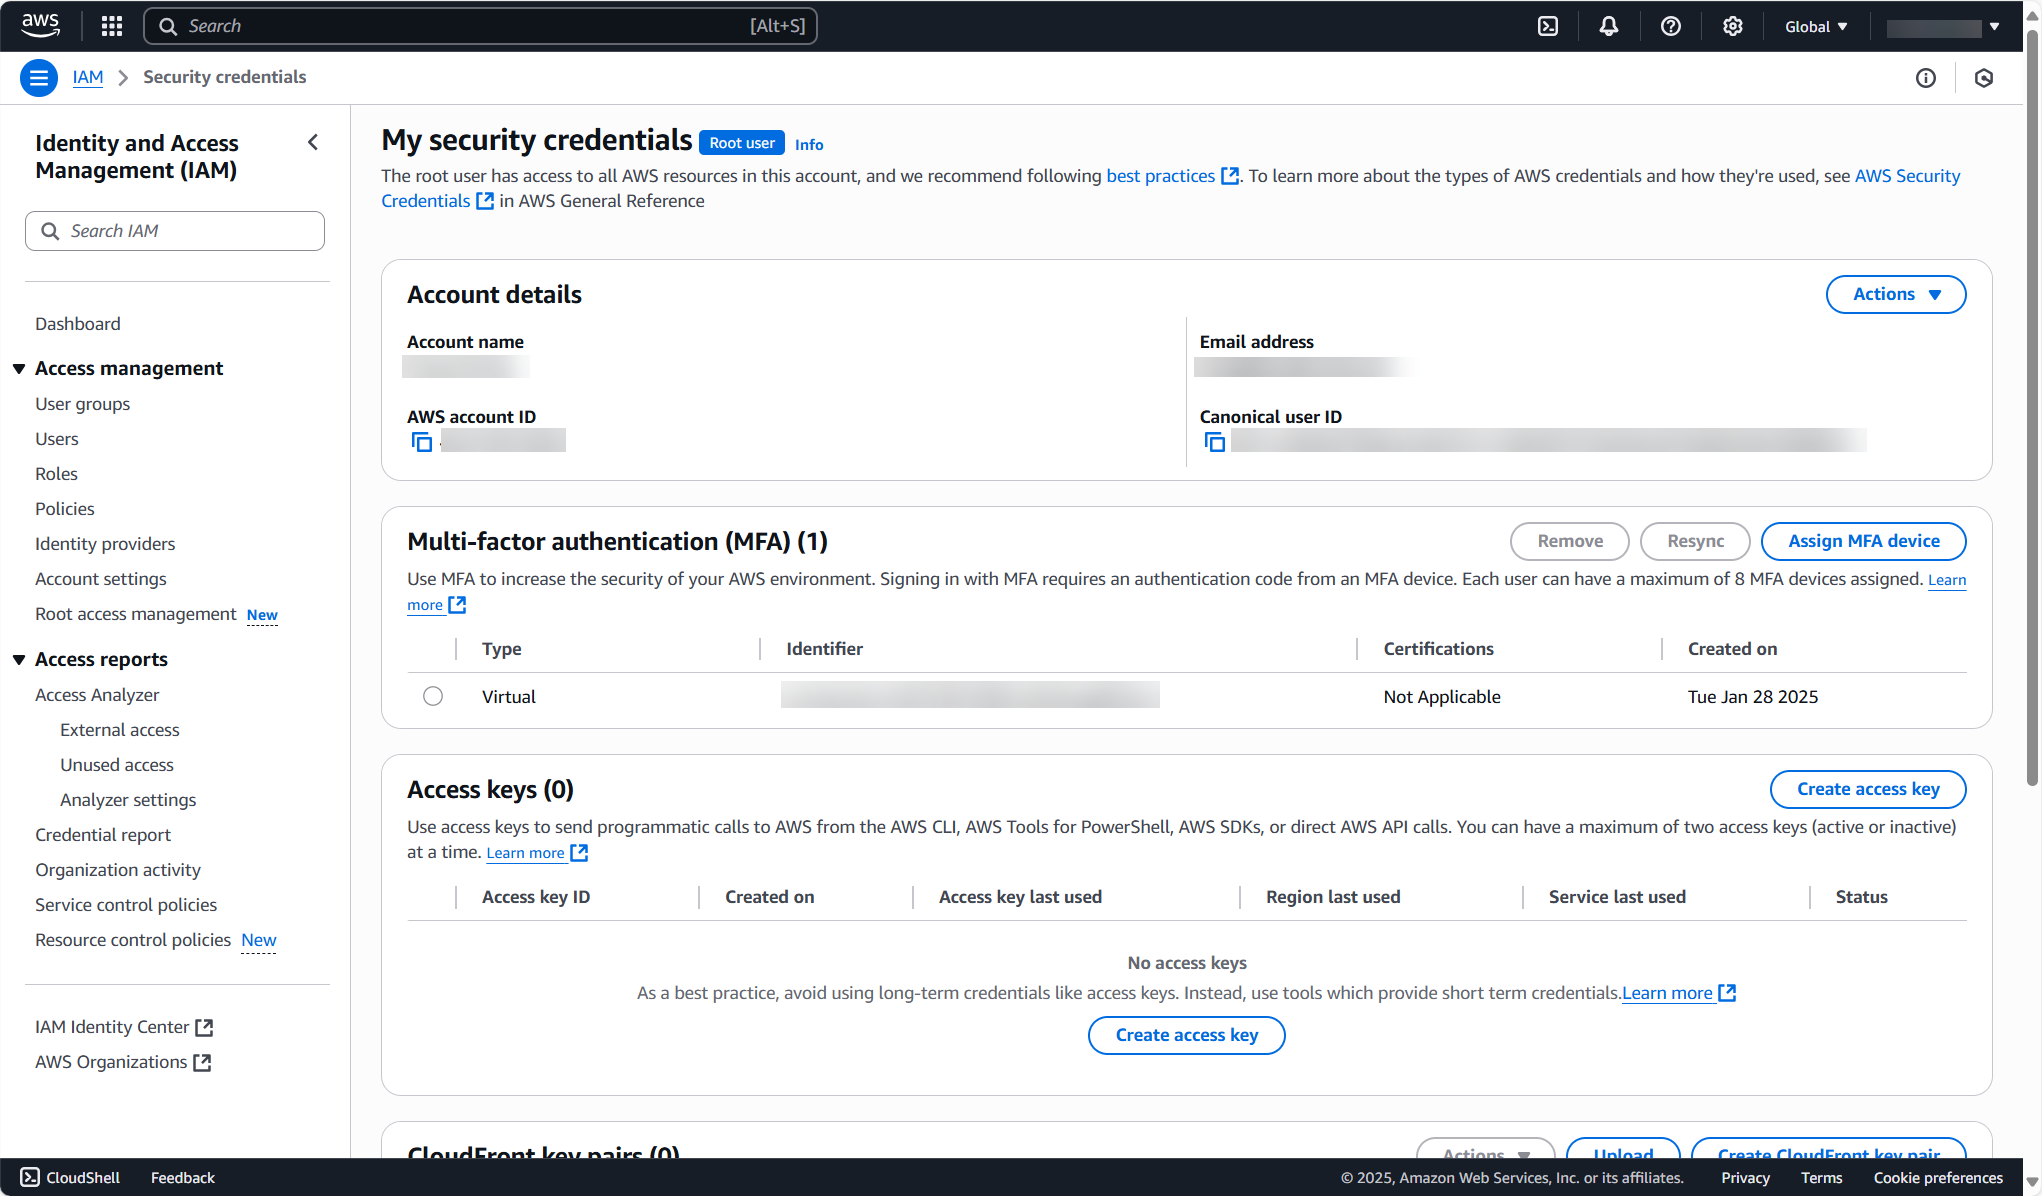 aws
Search [Alt+S]
Global
IAM
Security credentials
Identity and Access
Management (IAM)
Search IAM
Dashboard
Access management
User groups
Users
Roles
Policies
Identity providers
Account settings
Root access management New
Access reports
Access Analyzer
External access
Unused access
Analyzer settings
Credential report
Organization activity
Service control policies
Resource control policies New
IAM Identity Center
AWS Organizations
My security credentials Root user Info
The root user has access to all AWS resources in this account, and we recommend following best practices. To learn more about the types of AWS credentials and how they're used, see AWS Security
Credentials in AWS General Reference
Account details
Actions
Account name
Email address
AWS account ID
Canonical user ID
Multi-factor authentication (MFA) (1)
Remove
Resync
Assign MFA device
Use MFA to increase the security of your AWS environment. Signing in with MFA requires an authentication code from an MFA device. Each user can have a maximum of 8 MFA devices assigned. Learn
more
Type Identifier Certifications Created on
Virtual Not Applicable Tue Jan 28 2025
Access keys (0)
Create access key
Use access keys to send programmatic calls to AWS from the AWS CLI, AWS Tools for PowerShell, AWS SDKs, or direct AWS API calls. You can have a maximum of two access keys (active or inactive)
at a time. Learn more
Access key ID Created on Access key last used Region last used Service last used Status
No access keys
As a best practice, avoid using long-term credentials like access keys. Instead, use tools which provide short term credentials.Learn more
Create access key
CloudFront key pairs (0)
Actions
Upload
Create CloudFront key pair
CloudShell
Feedback
© 2025, Amazon Web Services, Inc. or its affiliates.
Privacy
Terms
Cookie preferences